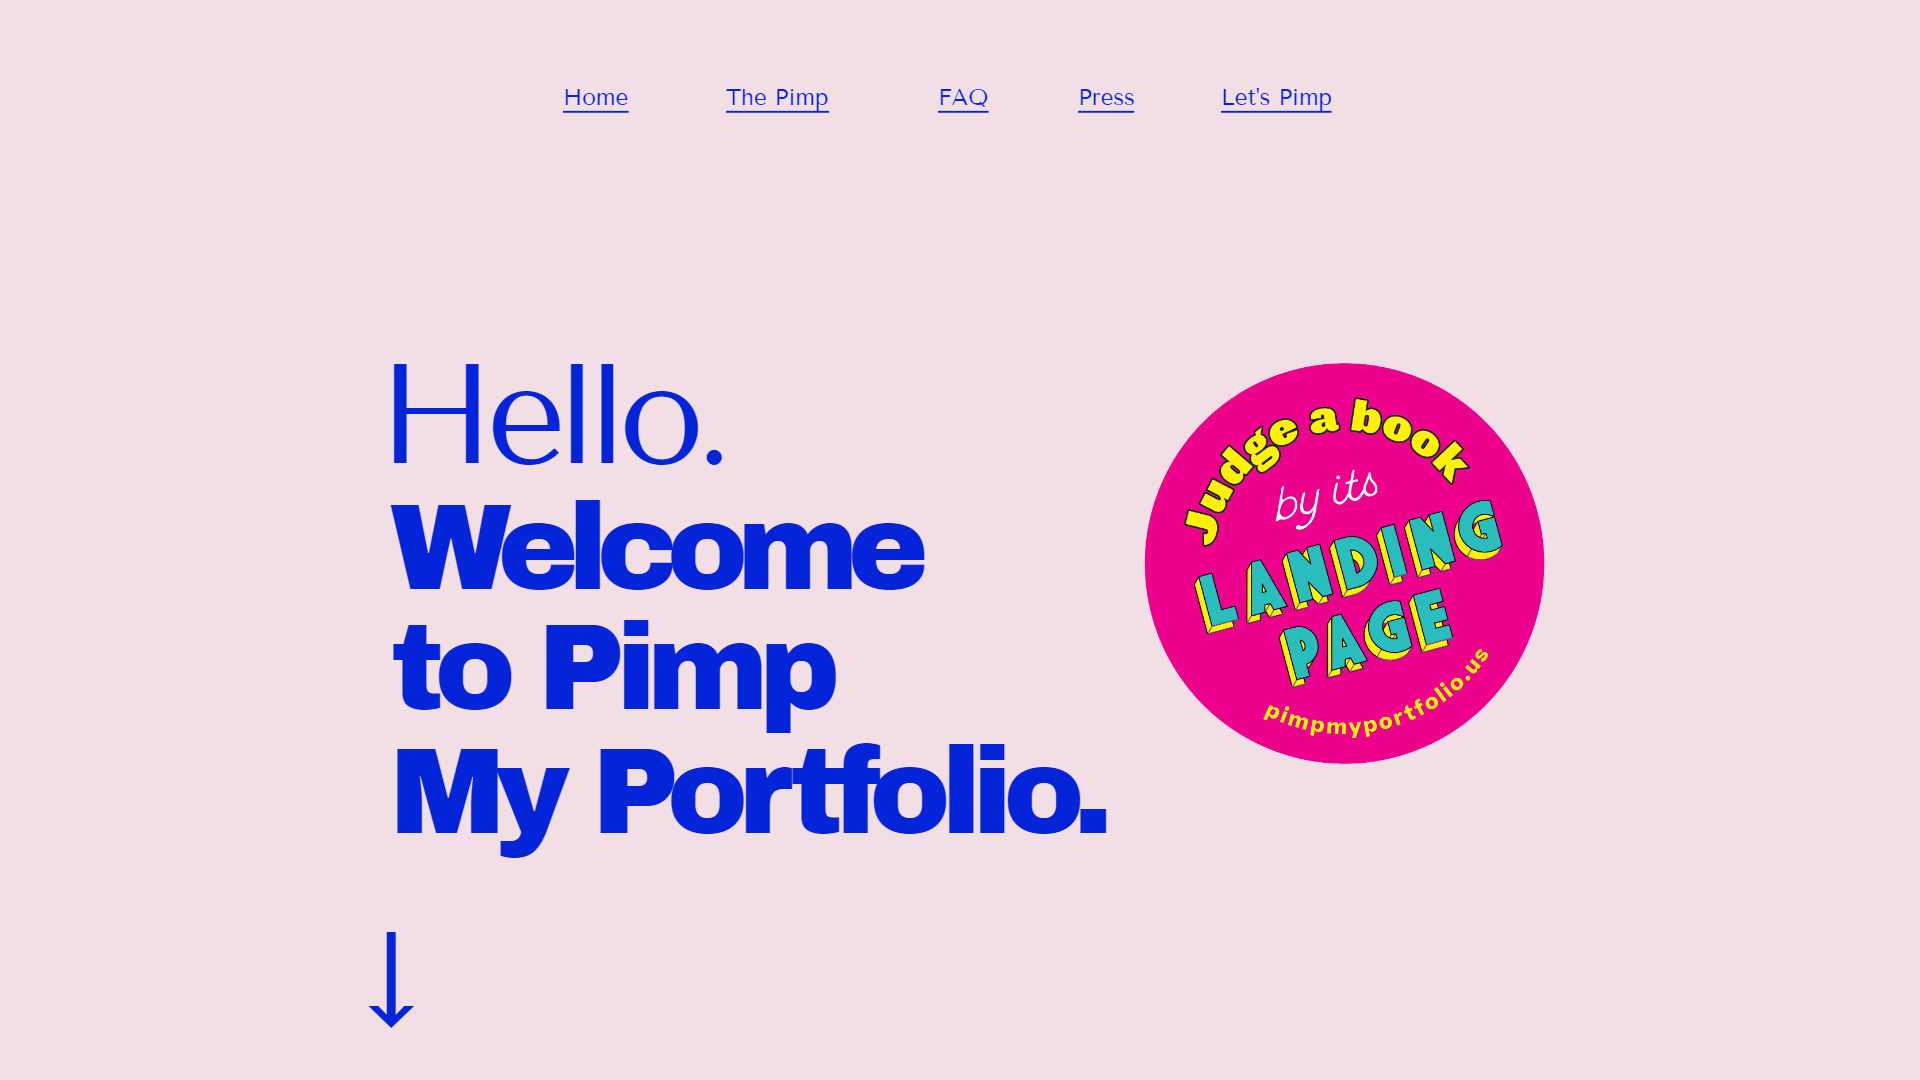 Home
The Pimp
FAQ
Press
Let's Pimp
Hello.
Welcome
to Pimp
My Portfolio.
Judge a book
by its
LANDING
PAGE
pimpmyportfolio.us